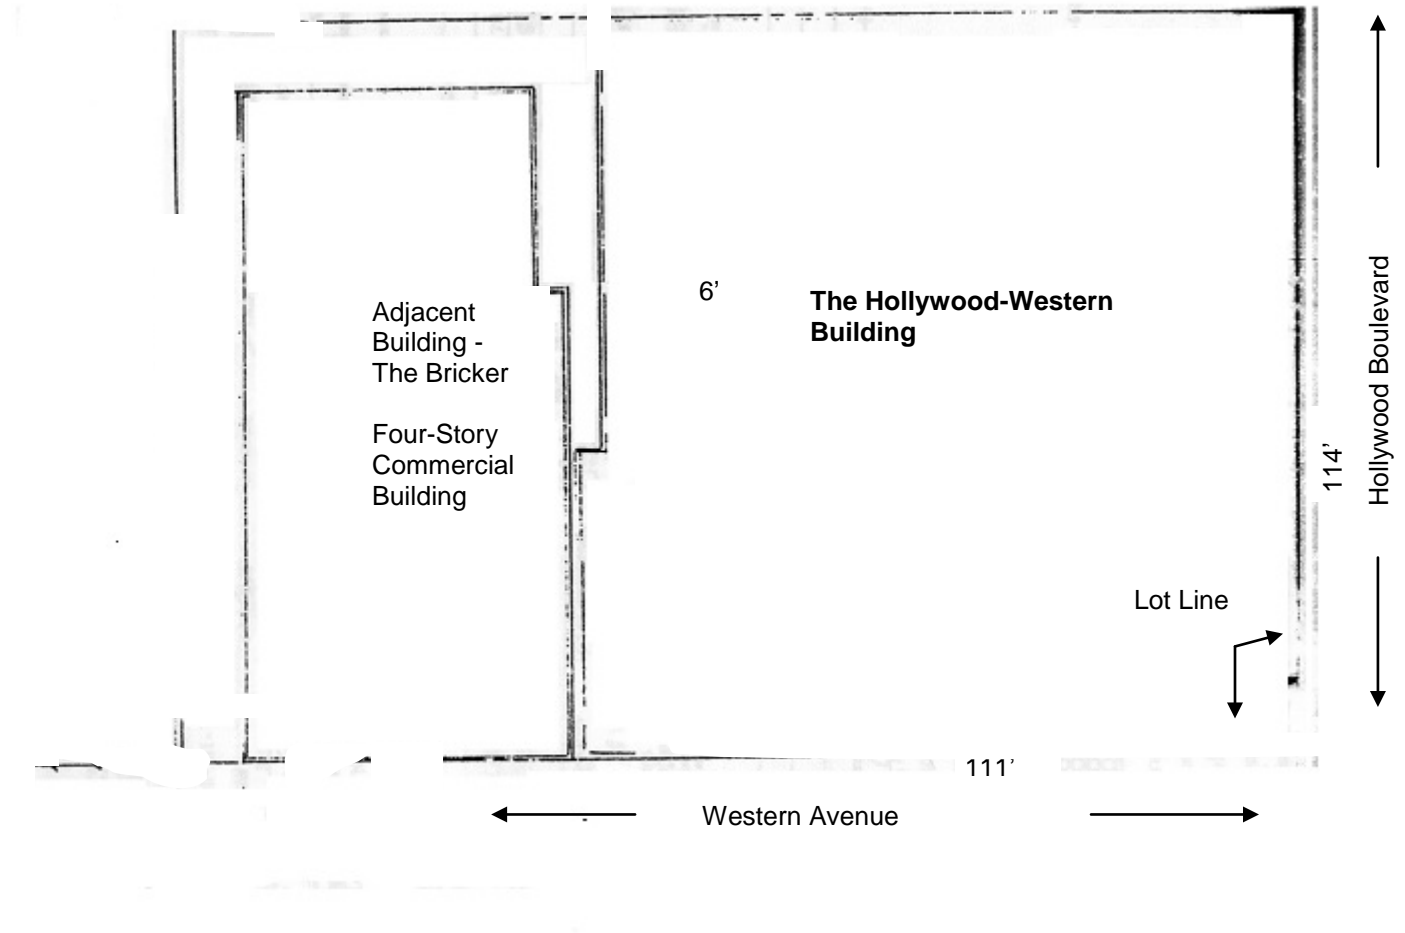 6’
The Hollywood-Western
Building
Adjacent
Building -
The Bricker
Four-Story
Commercial
Building
Hollywood Boulevard
114’
Lot Line
111’
Western Avenue